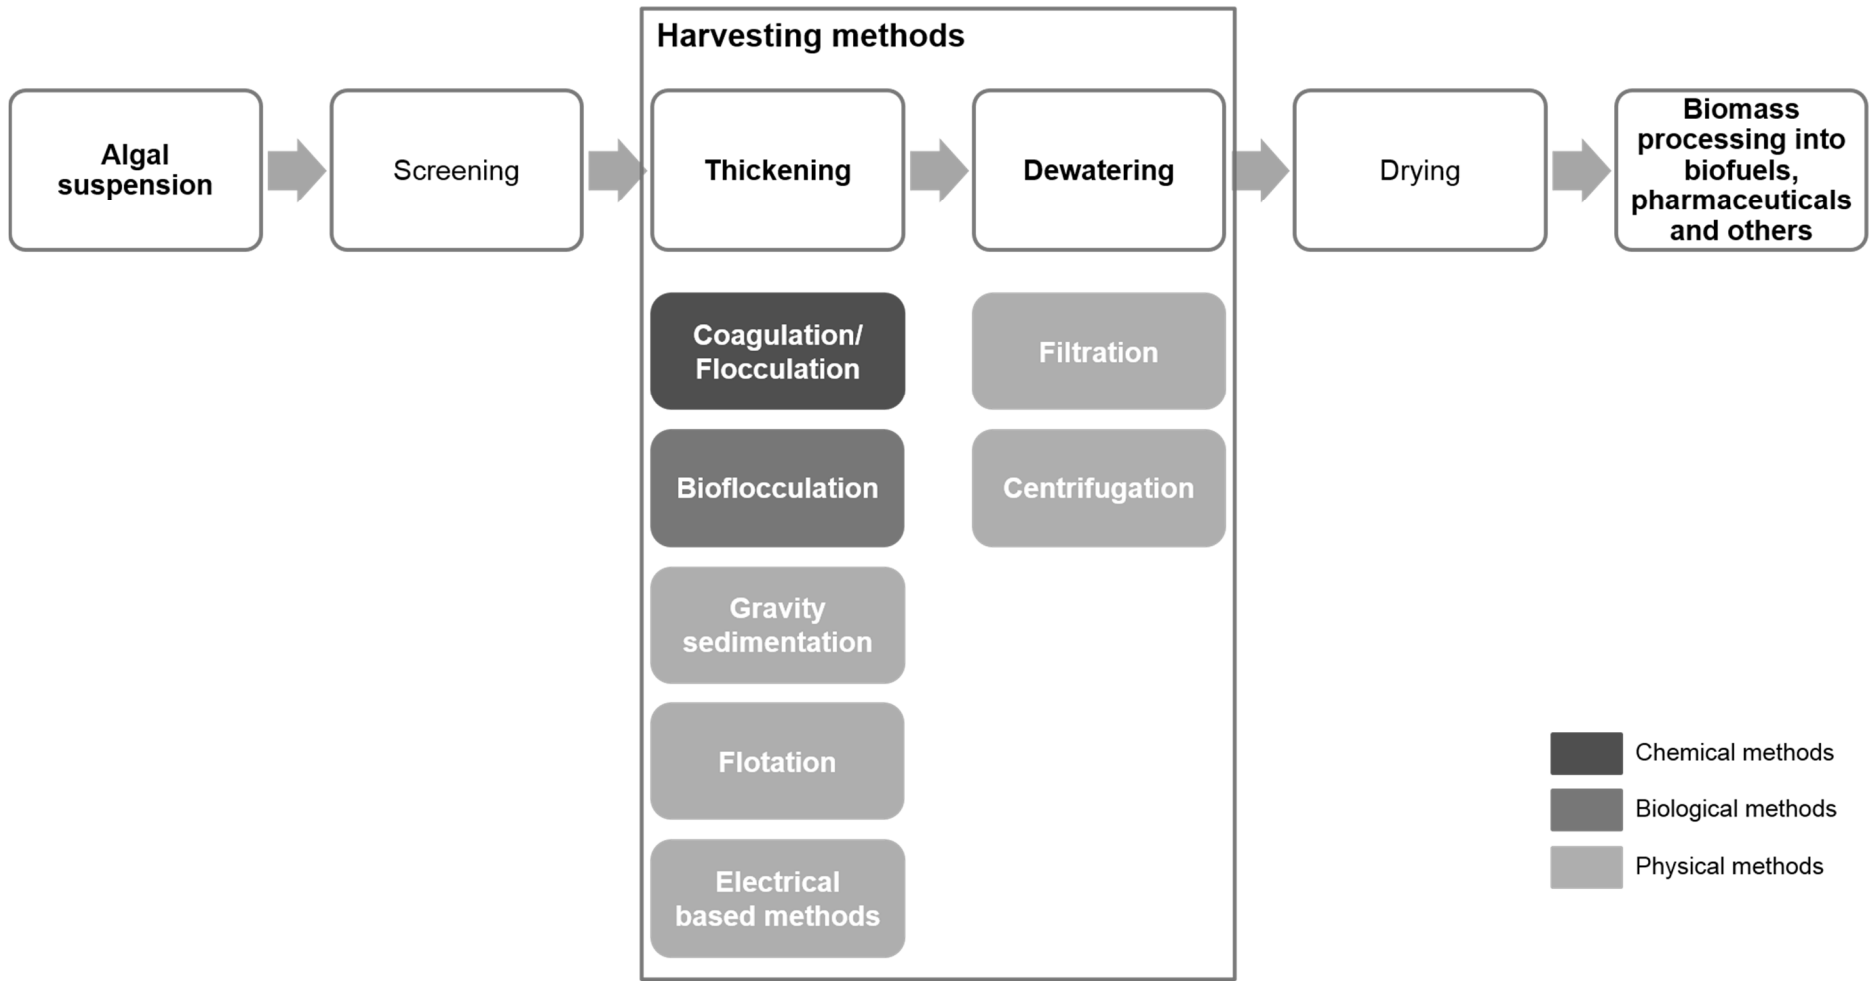 Harvesting methods
Algal
suspension
Screening
Thickening
Dewatering
Drying
Biomass
processing into
biofuels,
pharmaceuticals
and others
Coagulation/
Flocculation
Filtration
Bioflocculation
Centrifugation
Gravity
sedimentation
Flotation
Electrical
based methods
Chemical methods
Biological methods
Physical methods